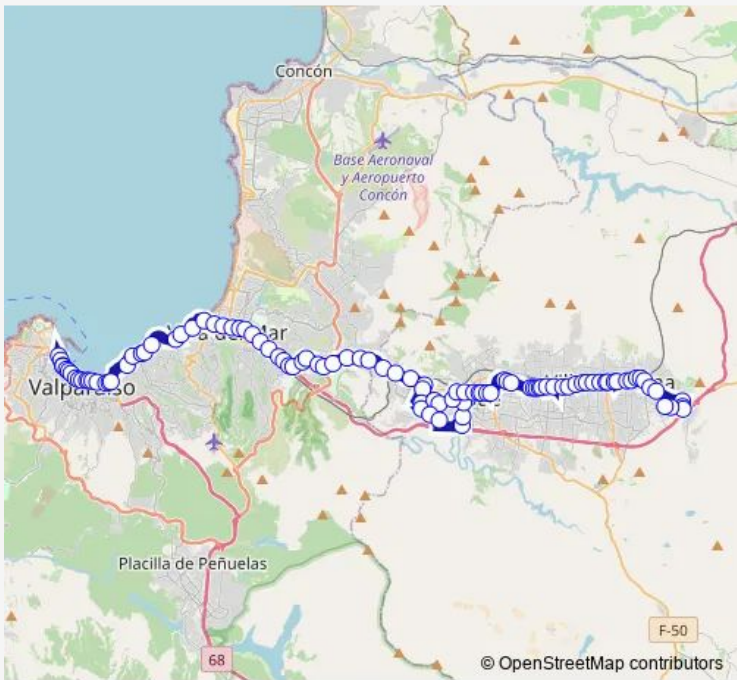 Concón
Base Aeronaval
y Aeropuerto
Concón
Valparaíso
Placilla de Peñuelas
F-50
68
© OpenStreetMap contributors